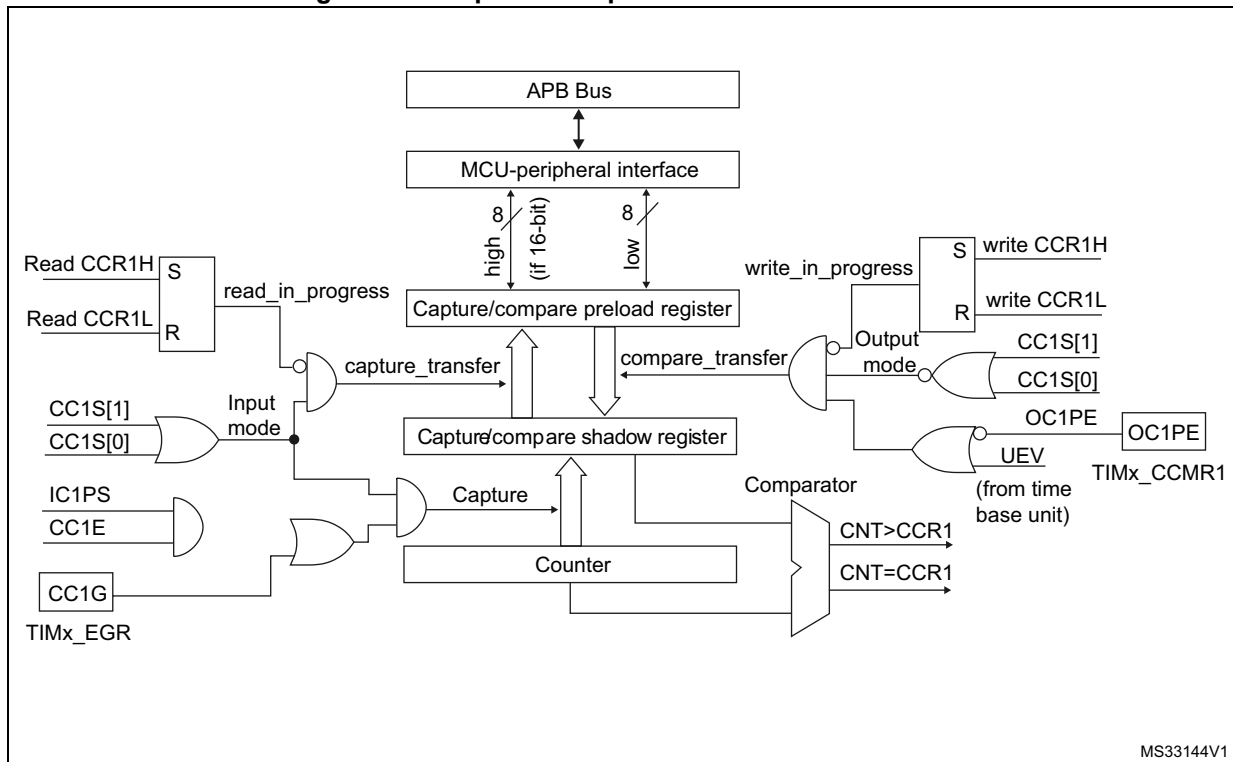 APB Bus
MCU-peripheral interface
8
high
(if 16-bit)
8
low
Read CCR1H
S
read_in_progress
Read CCR1L
R
write_in_progress
S
write CCR1H
R
write CCR1L
Capture/compare preload register
capture_transfer
compare_transfer
Output
mode
CC1S[1]
CC1S[0]
CC1S[1]
CC1S[0]
Input
mode
Capture/compare shadow register
OC1PE
OC1PE
UEV
(from time
base unit)
TIMx_CCMR1
IC1PS
CC1E
Capture
Comparator
CNT>CCR1
CNT=CCR1
Counter
CC1G
TIMx_EGR
MS33144V1